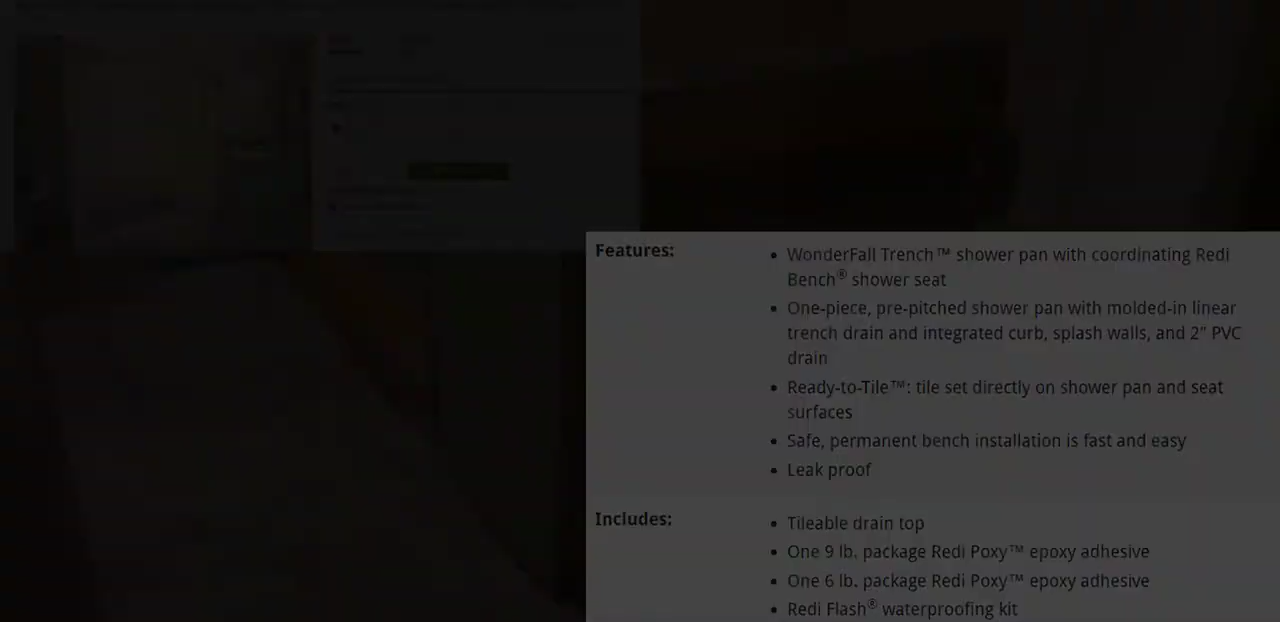 Features:
• WonderFall Trench™ shower pan with coordinating Redi
Bench® shower seat
• One-piece, pre-pitched shower pan with molded-in linear
trench drain and integrated curb, splash walls, and 2" PVC
drain
• Ready-to-Tile™: tile set directly on shower pan and seat
surfaces
• Safe, permanent bench installation is fast and easy
• Leak proof
Includes:
• Tileable drain top
• One 9 lb. package Redi Poxy™ epoxy adhesive
• One 6 lb. package Redi Poxy™ epoxy adhesive
• Redi Flash® waterproofing kit